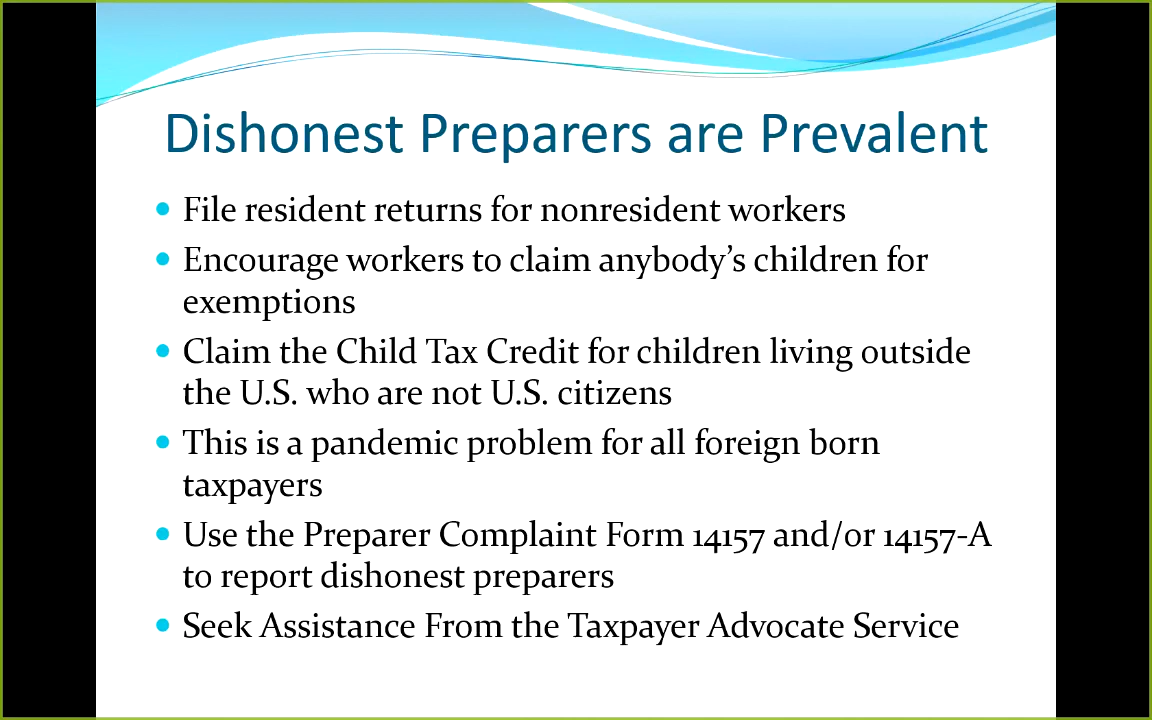 Dishonest Preparers are Prevalent
• File resident returns for nonresident workers
• Encourage workers to claim anybody’s children for
exemptions
• Claim the Child Tax Credit for children living outside
the U.S. who are not U.S. citizens
• This is a pandemic problem for all foreign born
taxpayers
• Use the Preparer Complaint Form 14157 and/or 14157-A
to report dishonest preparers
• Seek Assistance From the Taxpayer Advocate Service